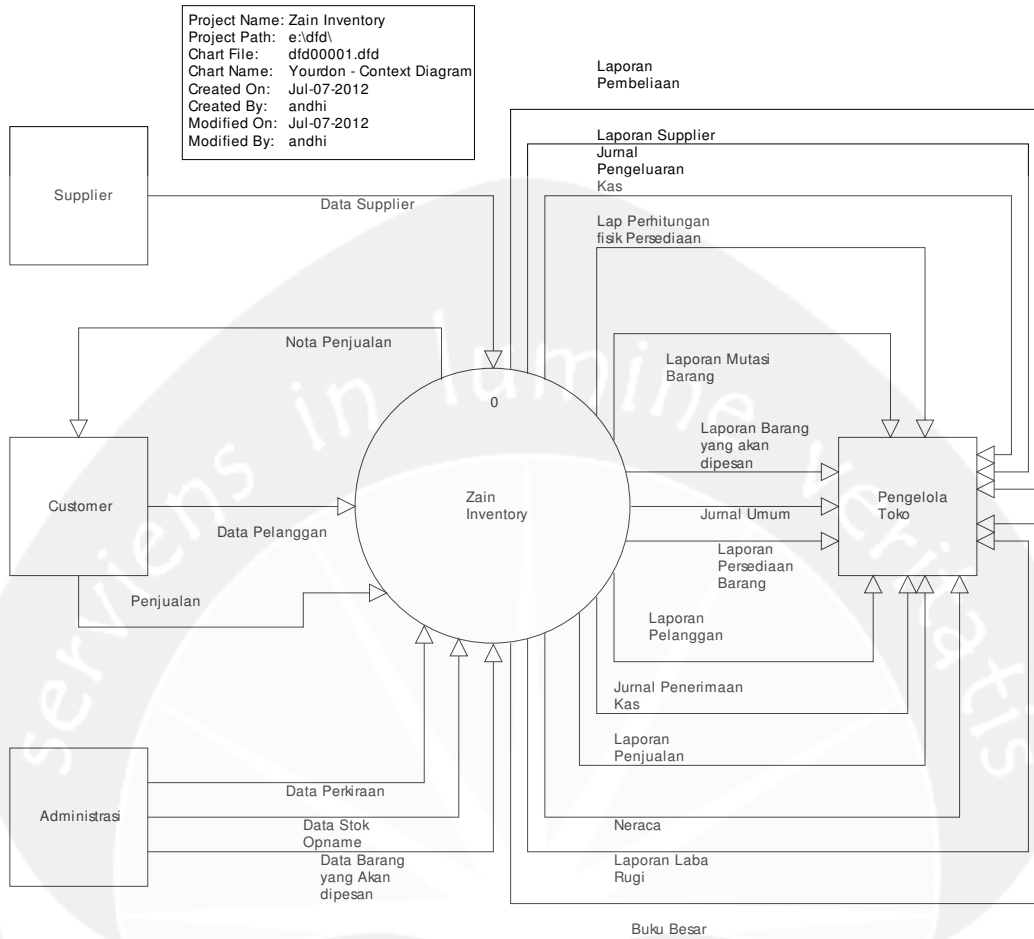 Project Name: Zain Inventory
Project Path: e:\dfd\
Chart File: dfd00001.dfd
Chart Name: Yourdon - Context Diagram
Created On: Jul-07-2012
Created By: andhi
Modified On: Jul-07-2012
Modified By: andhi
Laporan
Pembeliaan
Laporan Supplier
Jurnal
Pengeluaran
Kas
Supplier
Data Supplier
Lap Perhitungan
fisik Persediaan
Nota Penjualan
Laporan Mutasi
Barang
0
Laporan Barang
yang akan
dipesan
Customer
Zain
Inventory
Pengelola
Toko
Jurnal Umum
Data Pelanggan
Laporan
Persediaan
Barang
Penjualan
Laporan
Pelanggan
Jurnal Penerimaan
Kas
Laporan
Penjualan
Administrasi
Data Perkiraan
Data Stok
Opname
Data Barang
yang Akan
dipesan
Neraca
Laporan Laba
Rugi
Buku Besar
serviens in lumine veritatis